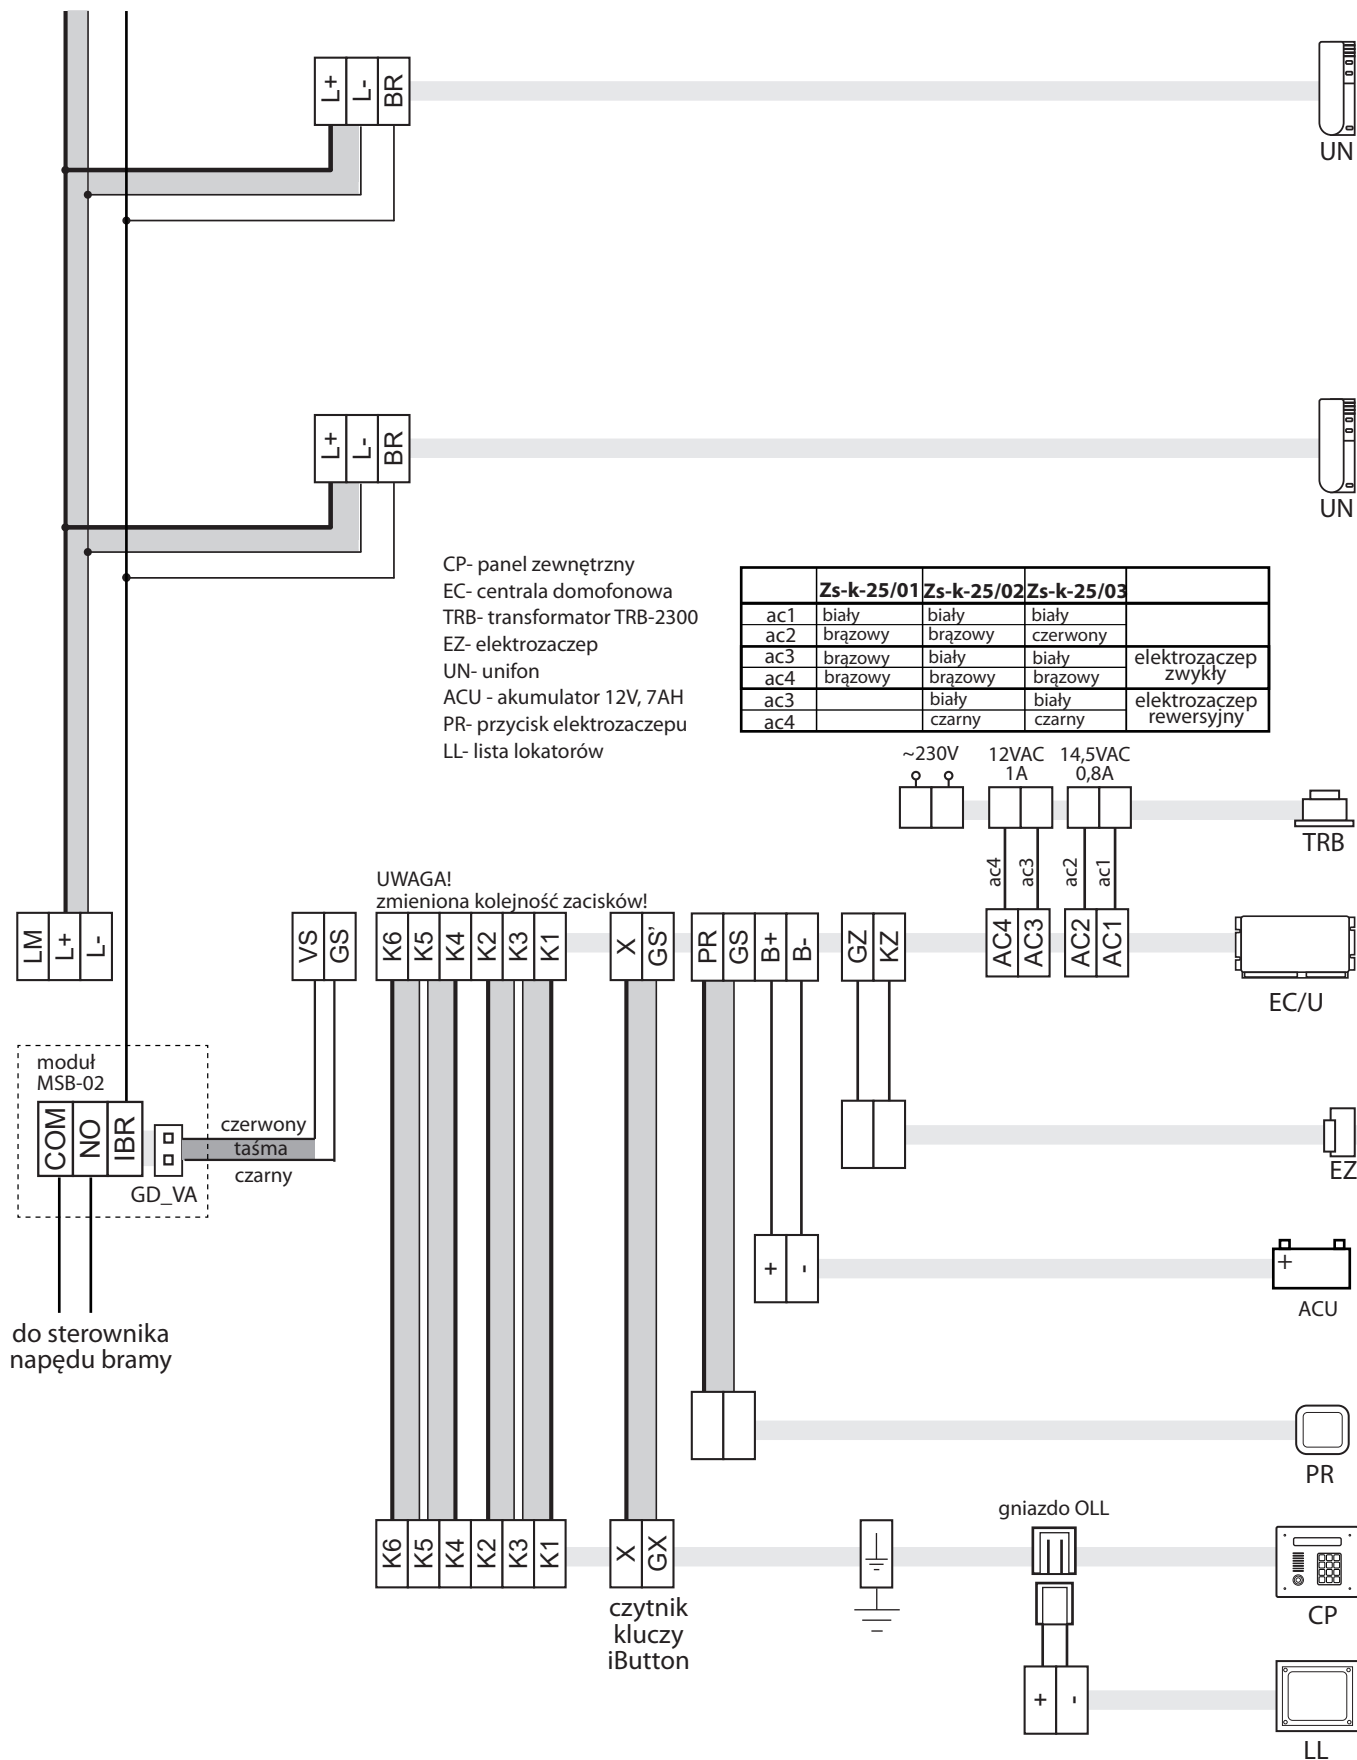 L+ L- BR
UN
L+ L- BR
UN
CP- panel zewnętrzny
EC- centrala domofonowa
TRB- transformator TRB-2300
EZ- elektrozaczep
UN- unifon
ACU - akumulator 12V, 7AH
PR- przycisk elektrozaczepu
LL- lista lokatorów
Zs-k-25/01 Zs-k-25/02 Zs-k-25/03
ac1 biały biały biały
ac2 brązowy brązowy czerwony
ac3 brązowy biały biały elektrozaczep
ac4 brązowy brązowy brązowy zwykły
ac3 biały biały elektrozaczep
ac4 czarny czarny rewersyjny
~230V 12VAC 14,5VAC
1A 0,8A
TRB
ac4 ac3 ac2 ac1
UWAGA!
zmieniona kolejność zacisków!
LM L+ L- VS GS K6 K5 K4 K2 K3 K1 X GS' PR GS B+ B- GZ KZ AC4 AC3 AC2 AC1
EC/U
moduł
MSB-02
COM NO IBR
czerwony
taśma
czarny
GD_VA
EZ
+ -
+
ACU
do sterownika
napędu bramy
PR
gniazdo OLL
K6 K5 K4 K2 K3 K1 X GX
CP
czytnik
kluczy
iButton
+ -
LL